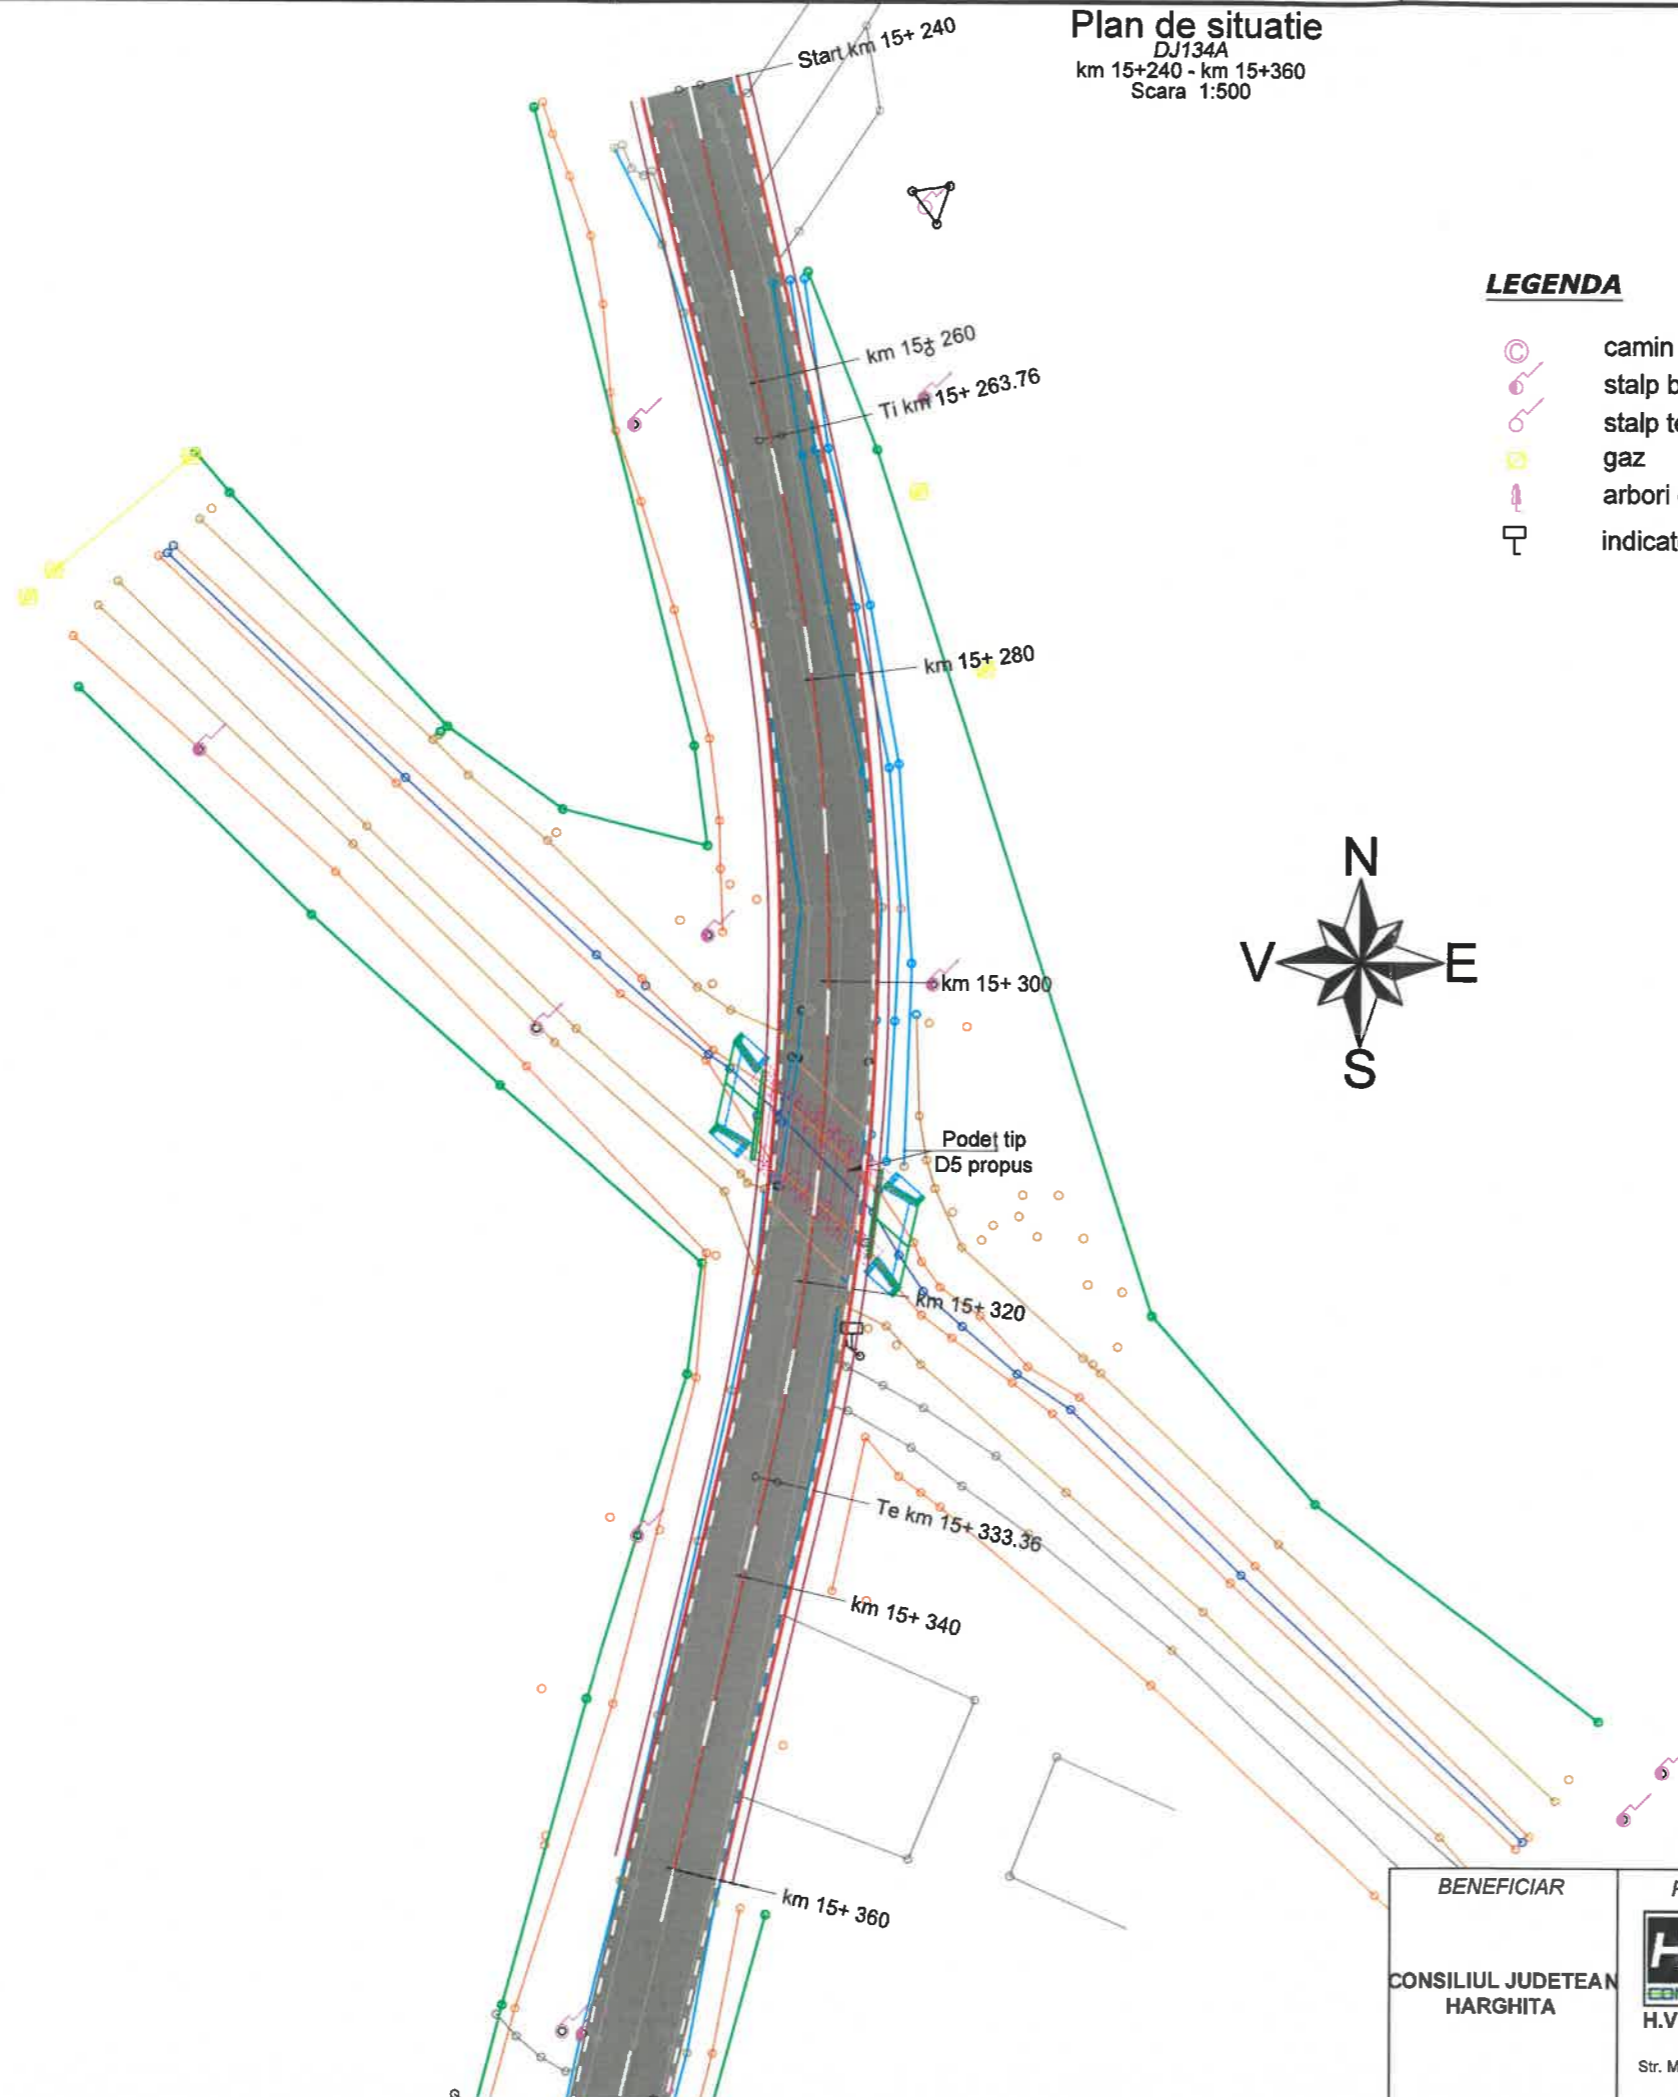 Plan de situatie
DJ134A
km 15+240 - km 15+360
Scara 1:500
Start km 15+ 240
LEGENDA
camin
stalp
stalp
gaz
arbori
km 15+ 260
Ti km 15+ 263.76
km 15+ 280
N
V E
S
km 15+ 300
Podet tip
D5 propus
km 15+ 320
Te km 15+ 333.36
km 15+ 340
km 15+ 360
BENEFICIAR
CONSILIUL JUDETEAN
HARGHITA
H.V
Str.